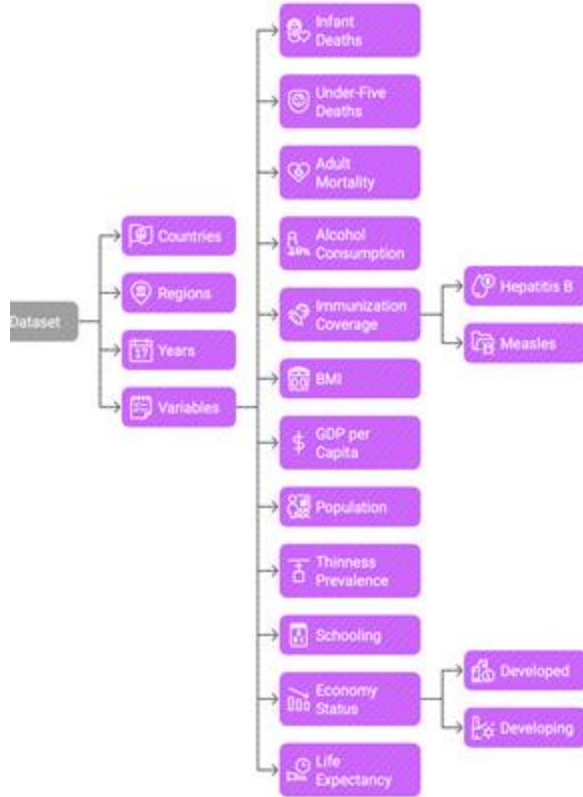 Infant
Deaths
Under-Five
Deaths
Adult
Mortality
Countries
Alcohol
Consumption
Regions
Immunization
Coverage
Hepatitis B
Dataset
Years
Measles
BMI
Variables
GDP per
Capita
Population
Thinness
Prevalence
Schooling
Developed
Economy
Status
Developing
Life
Expectancy